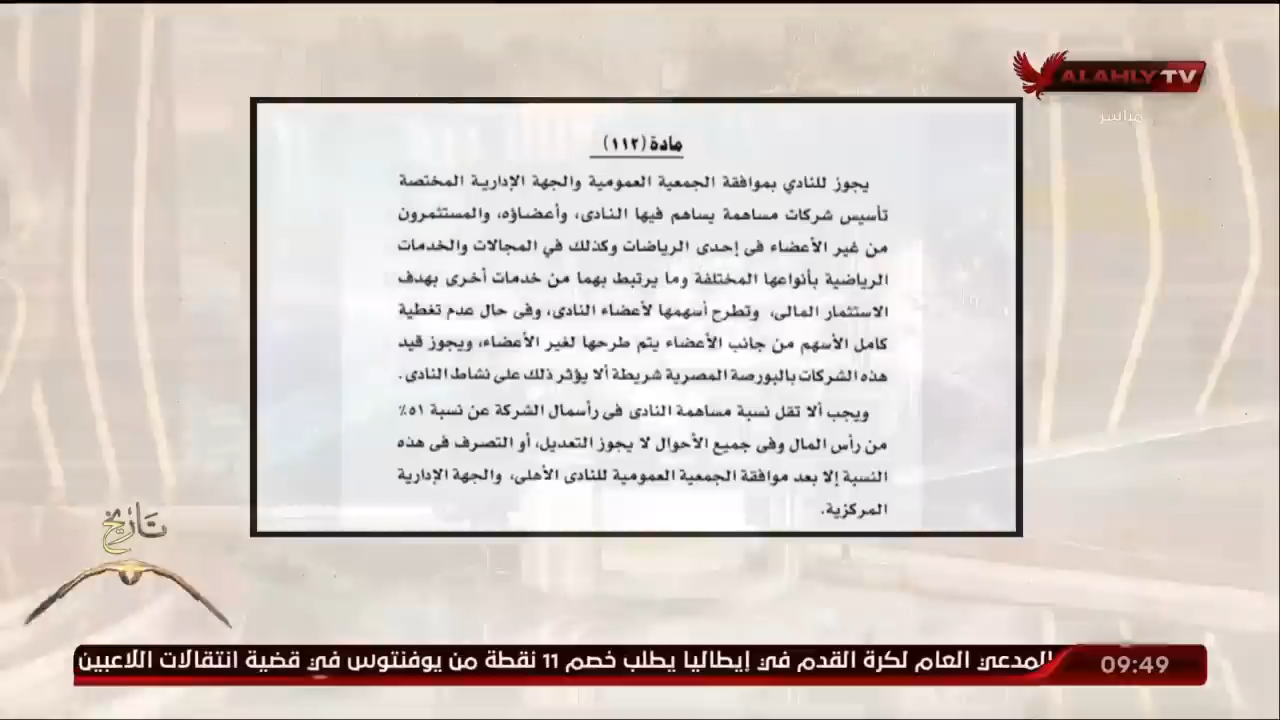 ALAHLY TV
مباشر
مادة (١١٢)
يجوز للنادي بموافقة الجمعية العمومية والجهة الإدارية المختصة
تأسيس شركات مساهمة يساهم فيها النادى، وأعضاؤه، والمستثمرون
من غير الأعضاء فى إحدى الرياضات وكذلك في المجالات والخدمات
الرياضية بأنواعها المختلفة وما يرتبط بهما من خدمات أخرى بهدف
الاستثمار المالى، وتطرح أسهمها لأعضاء النادى، وفى حال عدم تغطية
كامل الأسهم من جانب الأعضاء يتم طرحها لغير الأعضاء، ويجوز قيد
هذه الشركات بالبورصة المصرية شريطة ألا يؤثر ذلك على نشاط النادى.
ويجب ألا تقل نسبة مساهمة النادى فى رأسمال الشركة عن نسبة ٥١٪
من رأس المال وفى جميع الأحوال لا يجوز التعديل، أو التصرف فى هذه
النسبة إلا بعد موافقة الجمعية العمومية للنادى الأهلى، والجهة الإدارية
المركزية.
تاريخ
المدعي العام لكرة القدم في إيطاليا يطلب خصم 11 نقطة من يوفنتوس في قضية انتقالات اللاعبين
09:49